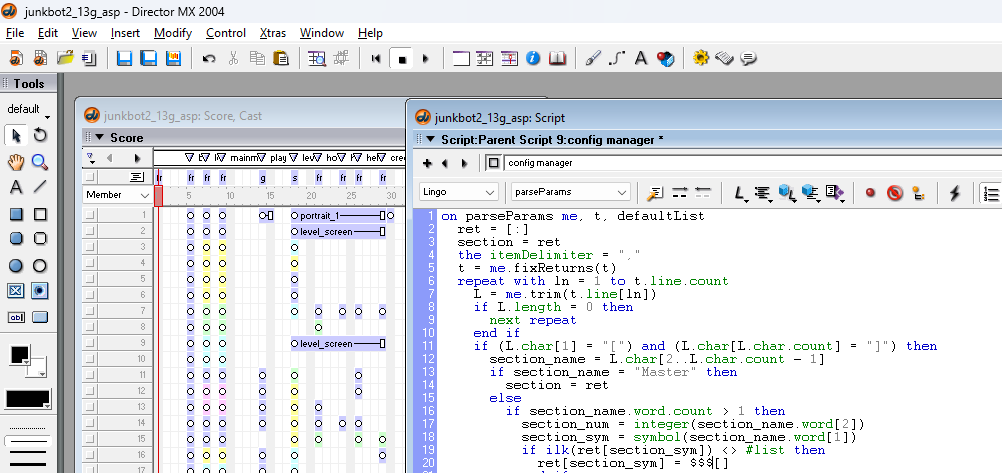 junkbot2_13g_asp - Director MX 2004
File Edit View Insert Modify Control Xtras Window Help
Tools
default
junkbot2_13g_asp: Score, Cast
Score
mainm play lev ho he cre
fr fr fr fr g s fr fr fr fr
5 10 15 20 25 30
Member
1 portrait_1
2 level_screen
3
4
5
6
7
8
9 level_screen
10
11
12
13
14
15
16
junkbot2_13g_asp: Script
Script:Parent Script 9:config manager *
config manager
Lingo parseParams
1 on parseParams me, t, defaultList
2 ret = [:]
3 section = ret
4 the itemDelimiter = ","
5 t = me.fixReturns(t)
6 repeat with ln = 1 to t.line.count
7 L = me.trim(t.line[ln])
8 if L.length = 0 then
9 next repeat
10 end if
11 if (L.char[1] = "[") and (L.char[L.char.count] = "]") then
12 section_name = L.char[2..L.char.count - 1]
13 if section_name = "Master" then
14 section = ret
15 else
16 if section_name.word.count > 1 then
17 section_num = integer(section_name.word[2])
18 section_sym = symbol(section_name.word[1])
19 if ilk(ret[section_sym]) <> #list then
20 ret[section_sym] = $$$[]